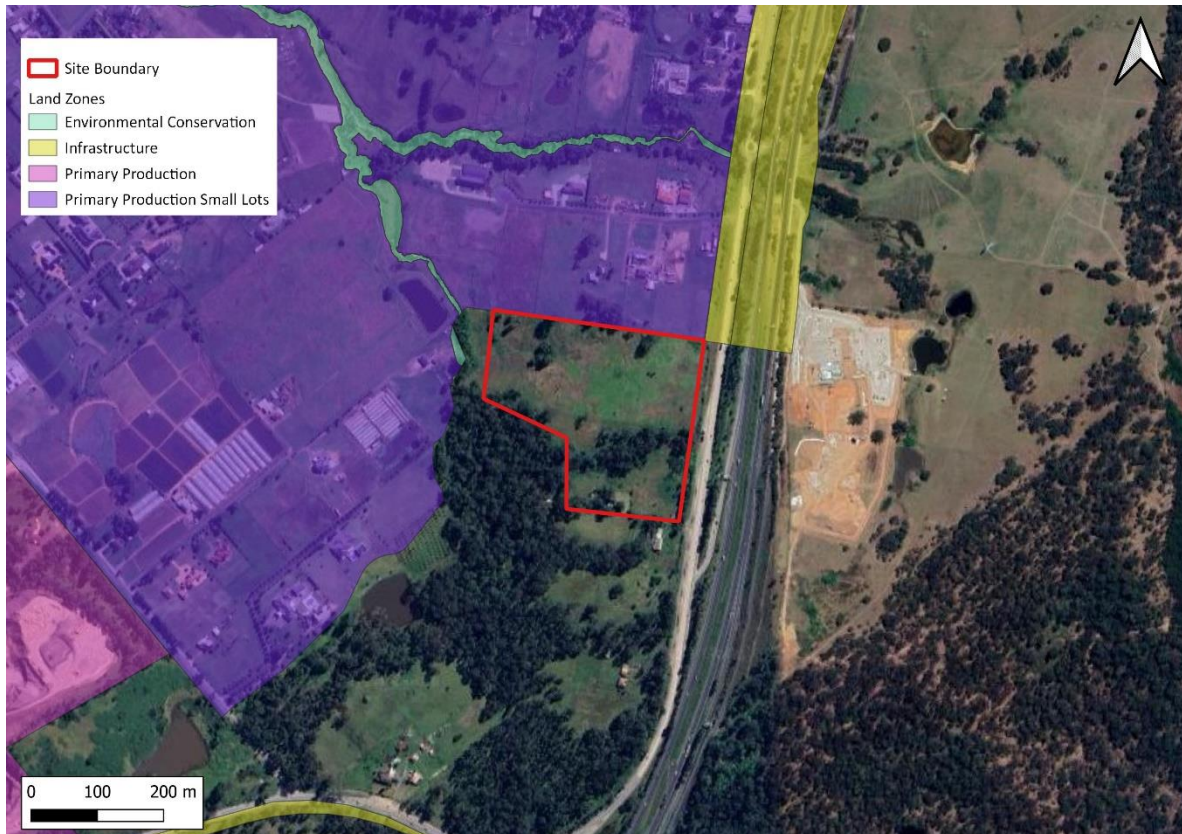 Site Boundary
Land Zones
Environmental Conservation
Infrastructure
Primary Production
Primary Production Small Lots
0 100 200 m